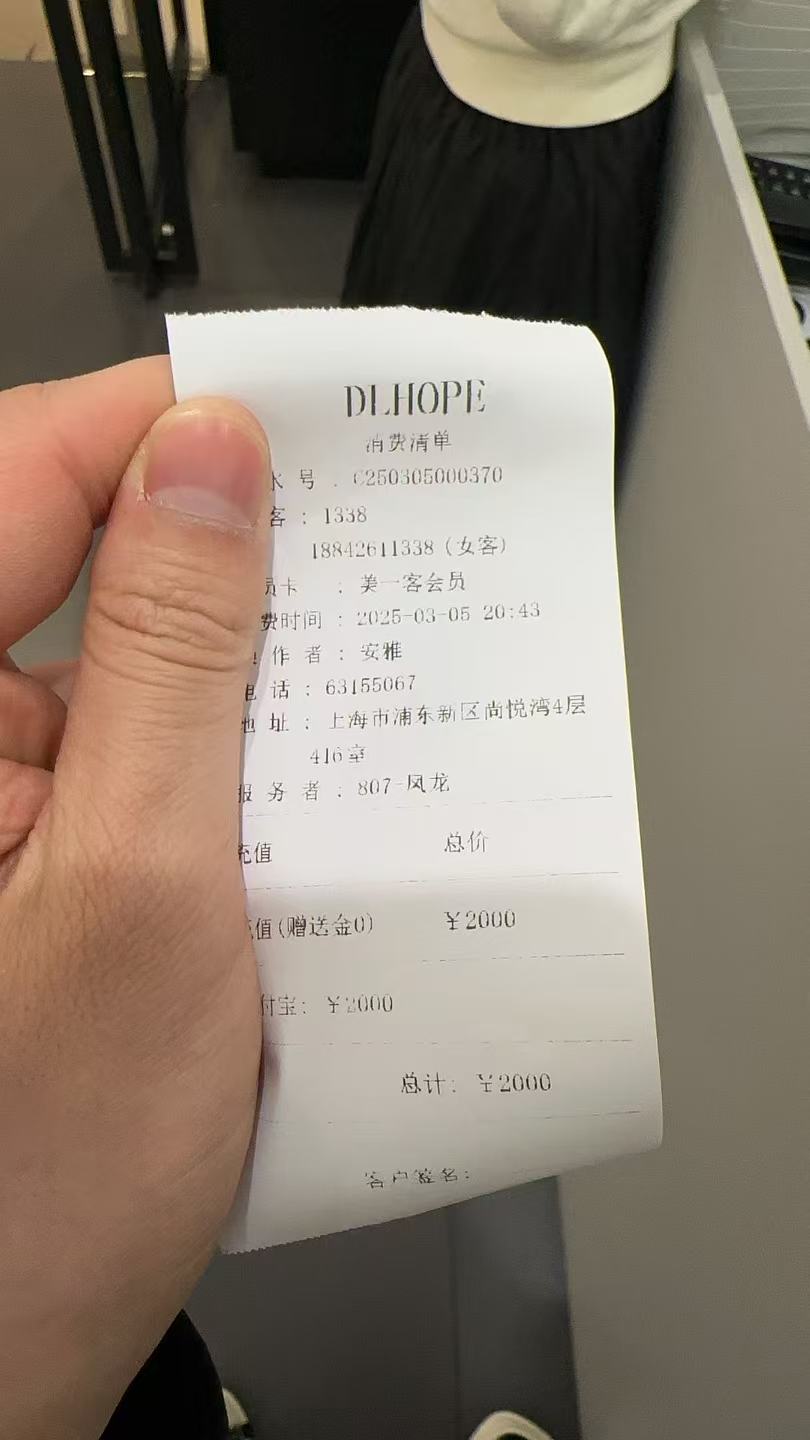 DLHOPE
消费清单
水 号 : C250305000370
客 : 1338
18842611338 (女客)
员卡 : 美一客会员
费时间 : 2025-03-05 20:43
作 者 : 安雅
电 话 : 63155067
地 址 : 上海市浦东新区尚悦湾4层
416室
服 务 者 : 807-凤龙
充值 总价
值(赠送金0) ￥2000
付宝: ￥2000
总计: ￥2000
客户签名: